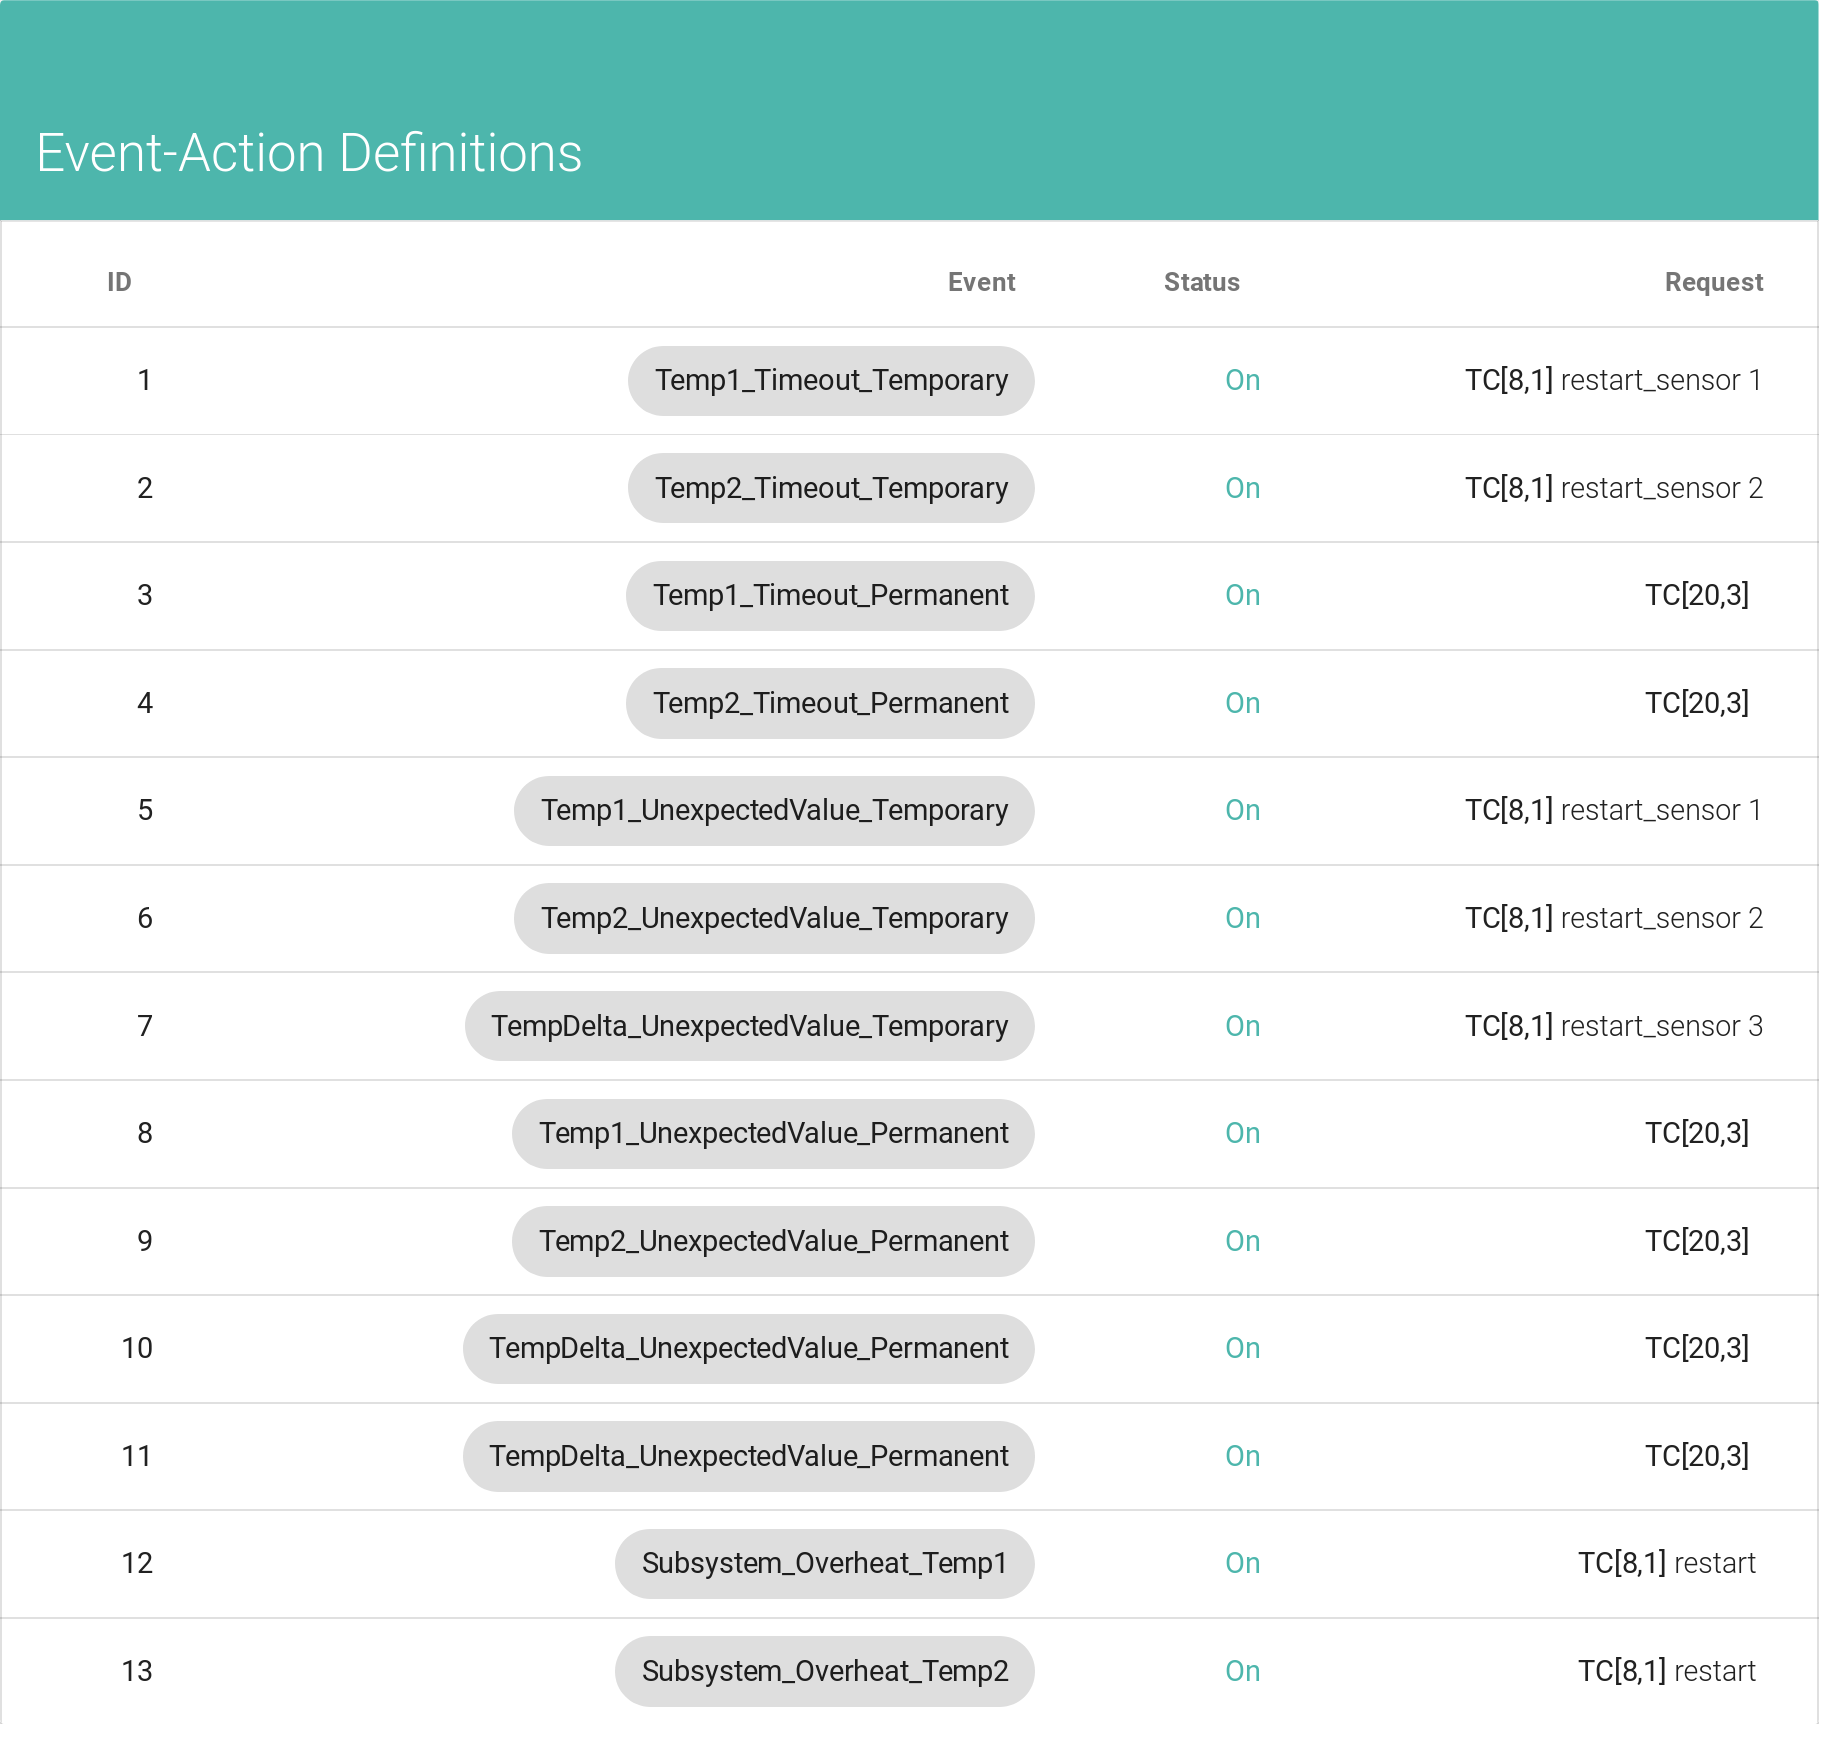 Event-Action Definitions
ID Event Status Request
1 Temp1_Timeout_Temporary On TC[8,1] restart_sensor 1
2 Temp2_Timeout_Temporary On TC[8,1] restart_sensor 2
3 Temp1_Timeout_Permanent On TC[20,3]
4 Temp2_Timeout_Permanent On TC[20,3]
5 Temp1_UnexpectedValue_Temporary On TC[8,1] restart_sensor 1
6 Temp2_UnexpectedValue_Temporary On TC[8,1] restart_sensor 2
7 TempDelta_UnexpectedValue_Temporary On TC[8,1] restart_sensor 3
8 Temp1_UnexpectedValue_Permanent On TC[20,3]
9 Temp2_UnexpectedValue_Permanent On TC[20,3]
10 TempDelta_UnexpectedValue_Permanent On TC[20,3]
11 TempDelta_UnexpectedValue_Permanent On TC[20,3]
12 Subsystem_Overheat_Temp1 On TC[8,1] restart
13 Subsystem_Overheat_Temp2 On TC[8,1] restart